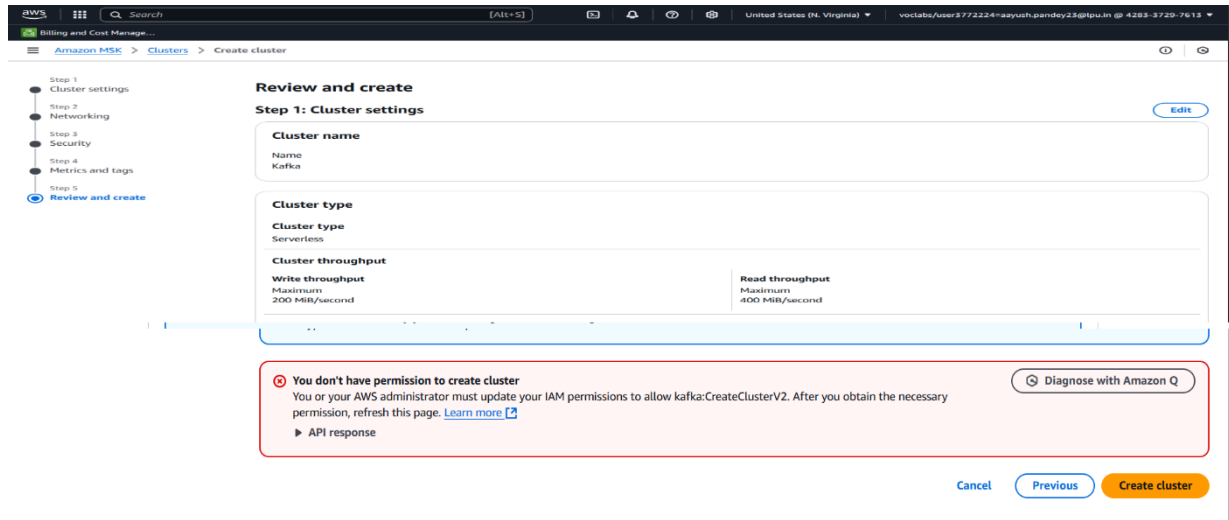 aws
Search [Alt+S] United States (N. Virginia) voclabs/user3772224=aayush.pandey23@lpu.in @ 4283-3729-7613
Billing and Cost Manage...
Amazon MSK > Clusters > Create cluster
Step 1
Cluster settings
Step 2
Networking
Step 3
Security
Step 4
Metrics and tags
Step 5
Review and create
Review and create
Step 1: Cluster settings
Edit
Cluster name
Name
Kafka
Cluster type
Cluster type
Serverless
Cluster throughput
Write throughput
Maximum
200 MiB/second
Read throughput
Maximum
400 MiB/second
You don't have permission to create cluster
You or your AWS administrator must update your IAM permissions to allow kafka:CreateClusterV2. After you obtain the necessary
permission, refresh this page. Learn more
API response
Diagnose with Amazon Q
Cancel
Previous
Create cluster